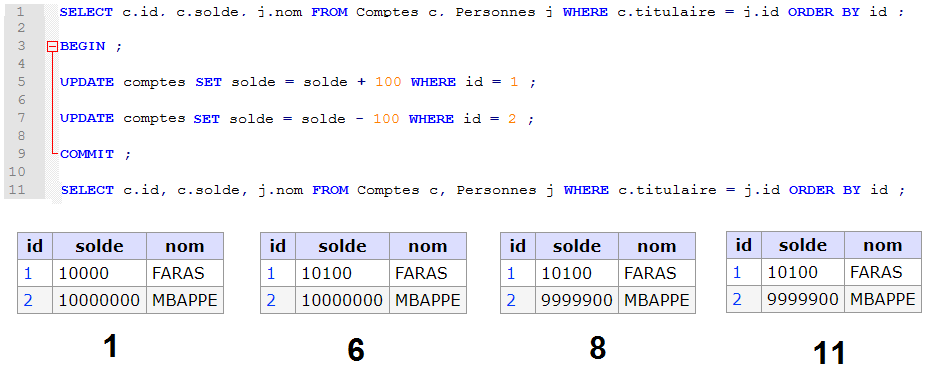 1 SELECT c.id, c.solde, j.nom FROM Comptes c, Personnes j WHERE c.titulaire = j.id ORDER BY id ;
2
3 BEGIN ;
4
5 UPDATE comptes SET solde = solde + 100 WHERE id = 1 ;
6
7 UPDATE comptes SET solde = solde - 100 WHERE id = 2 ;
8
9 COMMIT ;
10
11 SELECT c.id, c.solde, j.nom FROM Comptes c, Personnes j WHERE c.titulaire = j.id ORDER BY id ;
id solde nom
1 10000 FARAS
2 10000000 MBAPPE
1
id solde nom
1 10100 FARAS
2 10000000 MBAPPE
6
id solde nom
1 10100 FARAS
2 9999900 MBAPPE
8
id solde nom
1 10100 FARAS
2 9999900 MBAPPE
11